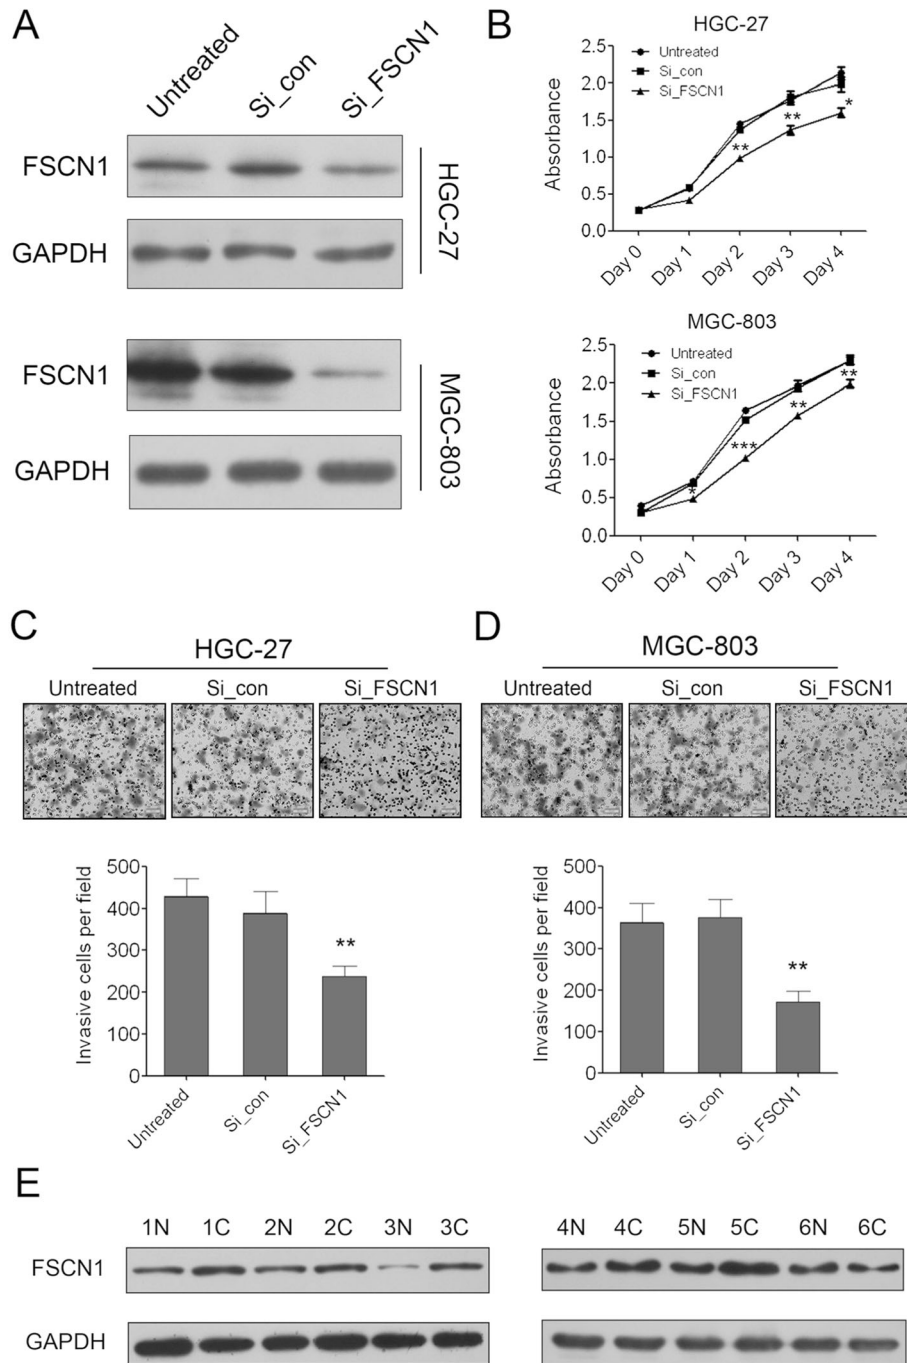 A
Untreated
Si_con
Si_FSCN1
FSCN1
GAPDH
HGC-27
FSCN1
GAPDH
MGC-803
B
HGC-27
Untreated
Si_con
Si_FSCN1
Absorbance
2.5
2.0
1.5
1.0
0.5
0.0
**
**
*
Day 0
Day 1
Day 2
Day 3
Day 4
MGC-803
Untreated
Si_con
Si_FSCN1
Absorbance
2.5
2.0
1.5
1.0
0.5
0.0
*
***
**
**
Day 0
Day 1
Day 2
Day 3
Day 4
C
HGC-27
Untreated
Si_con
Si_FSCN1
Invasive cells per field
500
400
300
200
100
0
**
Untreated
Si_con
Si_FSCN1
D
MGC-803
Untreated
Si_con
Si_FSCN1
Invasive cells per field
500
400
300
200
100
0
**
Untreated
Si_con
Si_FSCN1
E
1N 1C 2N 2C 3N 3C
4N 4C 5N 5C 6N 6C
FSCN1
GAPDH